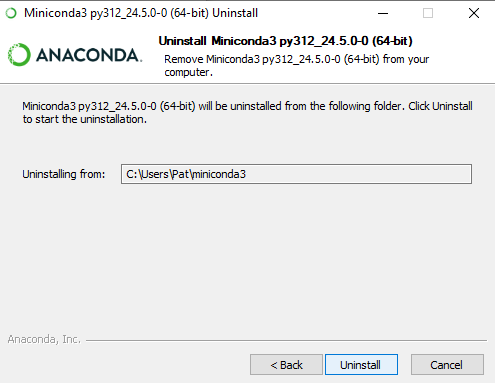 Miniconda3 py312_24.5.0-0 (64-bit) Uninstall
ANACONDA.
Uninstall Miniconda3 py312_24.5.0-0 (64-bit)
Remove Miniconda3 py312_24.5.0-0 (64-bit) from your
computer.
Miniconda3 py312_24.5.0-0 (64-bit) will be uninstalled from the following folder. Click Uninstall
to start the uninstallation.
Uninstalling from:
C:\Users\Pat\miniconda3
Anaconda, Inc.
< Back
Uninstall
Cancel